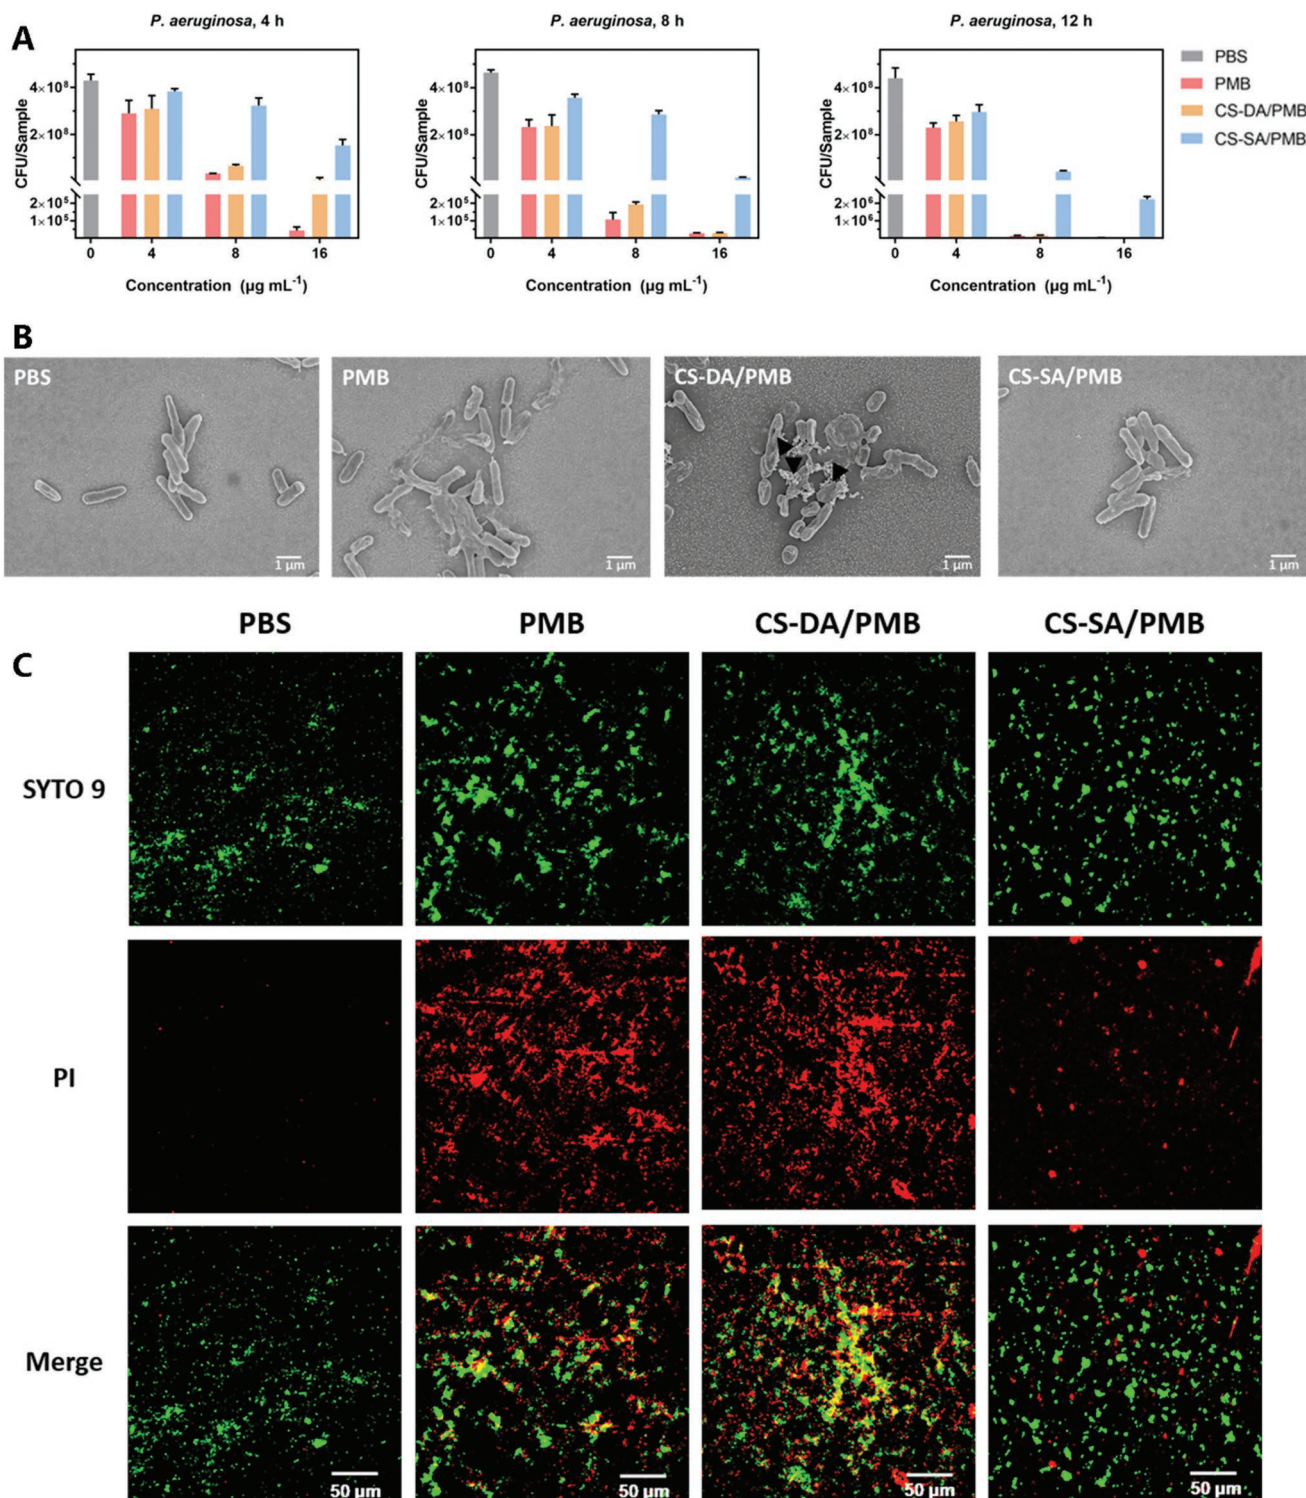 A
P. aeruginosa, 4 h
P. aeruginosa, 8 h
P. aeruginosa, 12 h
CFU/Sample
4×10⁸
2×10⁸
2×10⁵
1×10⁵
0
4
8
16
Concentration (µg mL⁻¹)
CFU/Sample
4×10⁸
2×10⁸
2×10⁵
1×10⁵
0
4
8
16
Concentration (µg mL⁻¹)
CFU/Sample
4×10⁸
2×10⁸
2×10⁶
1×10⁶
0
4
8
16
Concentration (µg mL⁻¹)
PBS
PMB
CS-DA/PMB
CS-SA/PMB
B
PBS
1 µm
PMB
1 µm
CS-DA/PMB
1 µm
CS-SA/PMB
1 µm
C
PBS
PMB
CS-DA/PMB
CS-SA/PMB
SYTO 9
PI
Merge
50 µm
50 µm
50 µm
50 µm